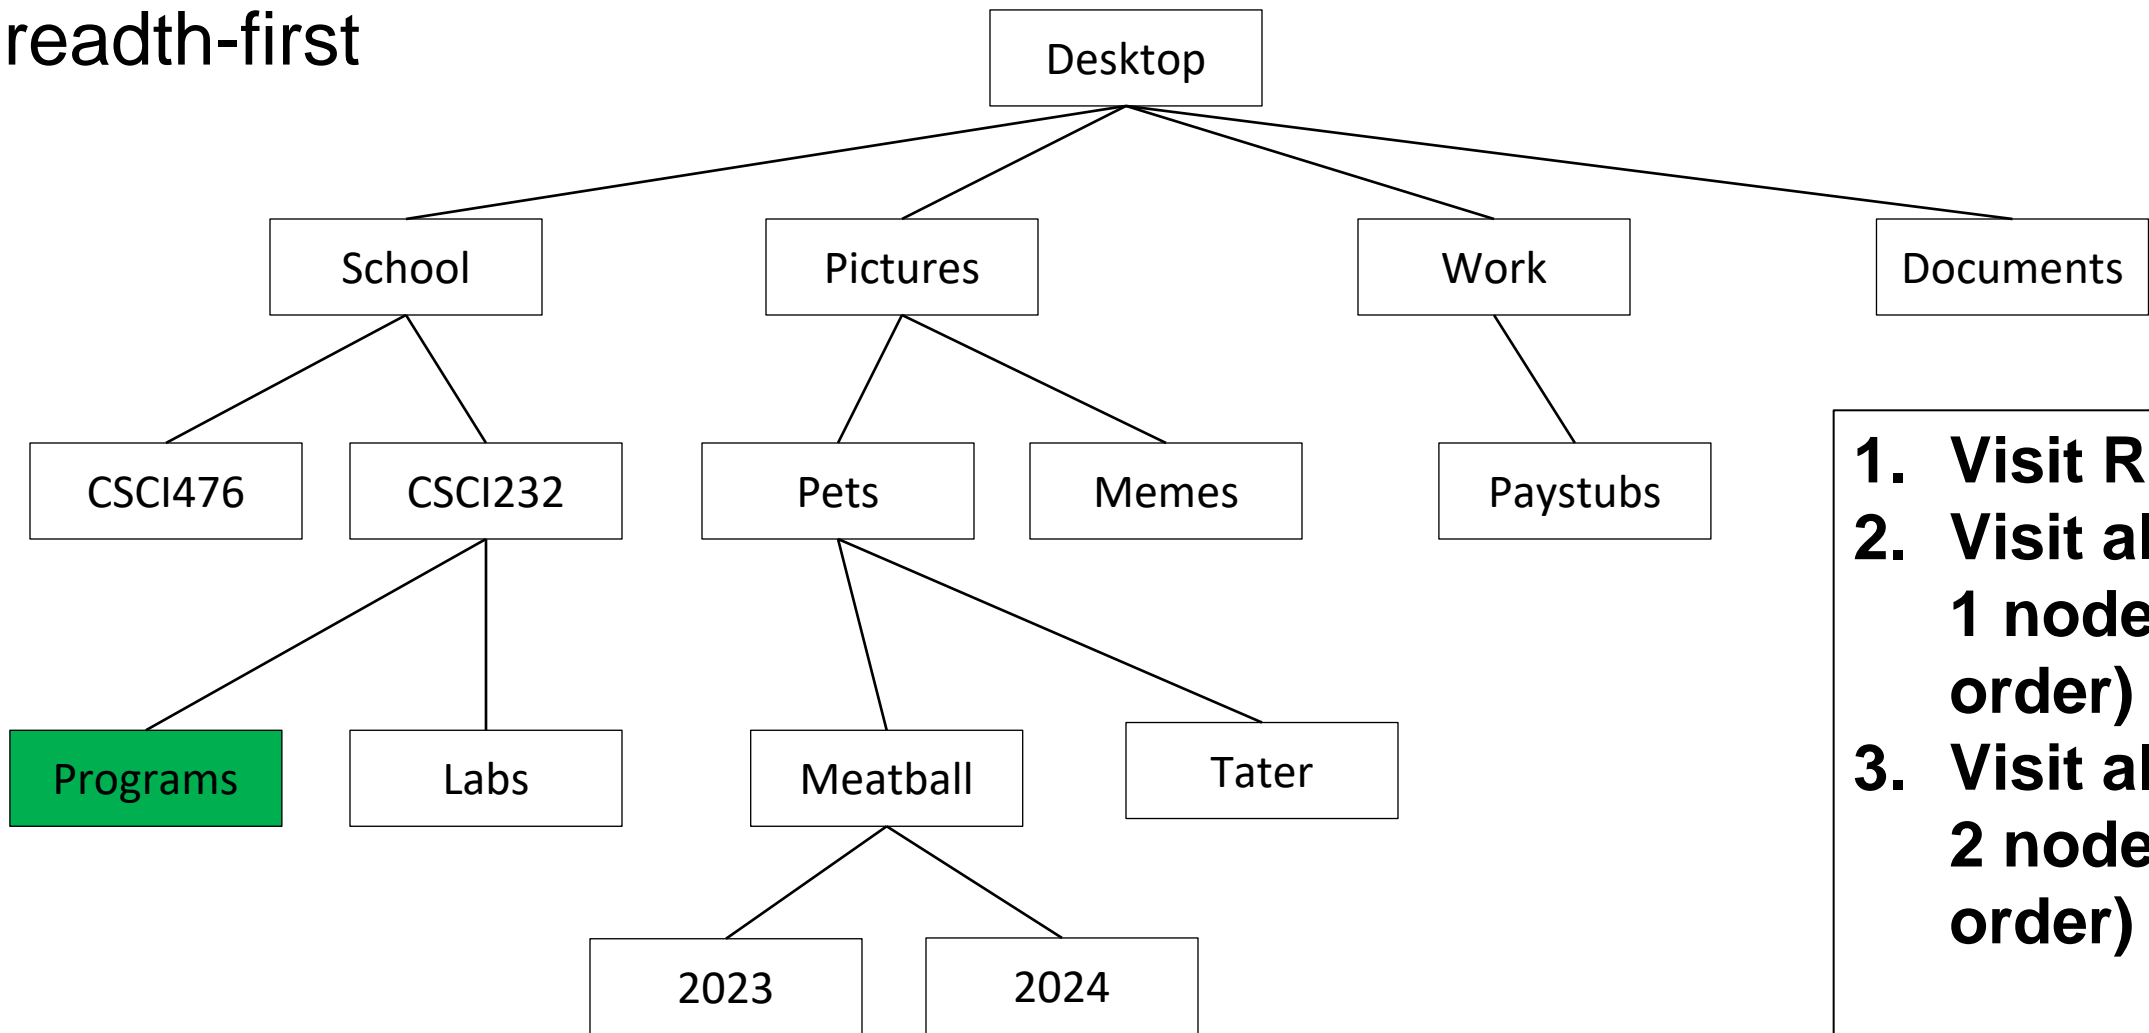 readth-first
Desktop
School
Pictures
Work
Documents
CSCI476
CSCI232
Pets
Memes
Paystubs
1. Visit R
2. Visit al
1 node
order)
3. Visit al
2 node
order)
Programs
Labs
Meatball
Tater
2023
2024